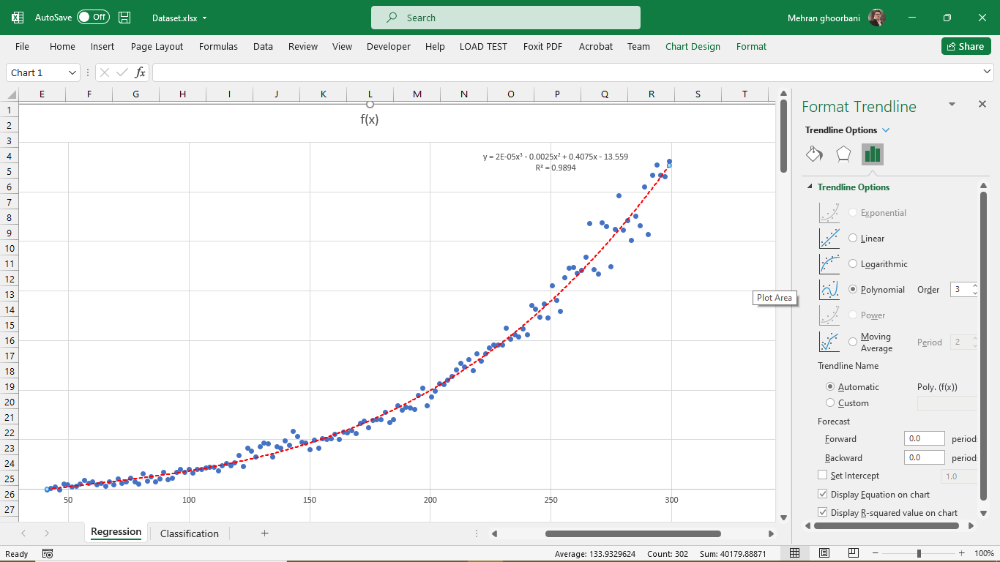 AutoSave Off Dataset.xlsx Search Mehran ghoorbani
File Home Insert Page Layout Formulas Data Review View Developer Help LOAD TEST Foxit PDF Acrobat Team Chart Design Format Share
Chart 1 fx
E F G H I J K L M N O P Q R S T
1
2
3
4
5
6
7
8
9
10
11
12
13
14
15
16
17
18
19
20
21
22
23
24
25
26
27
f(x)
y = 2E-05x³ - 0.0025x² + 0.4075x - 13.559
R² = 0.9894
Plot Area
50 100 150 200 250 300
Format Trendline
Trendline Options
Trendline Options
Exponential
Linear
Logarithmic
Polynomial Order 3
Power
Moving
Average Period 2
Trendline Name
Automatic Poly. (f(x))
Custom
Forecast
Forward 0.0 periods
Backward 0.0 periods
Set Intercept 1.0
Display Equation on chart
Display R-squared value on chart
Regression Classification
Ready Average: 133.9329624 Count: 302 Sum: 40179.88871 100%